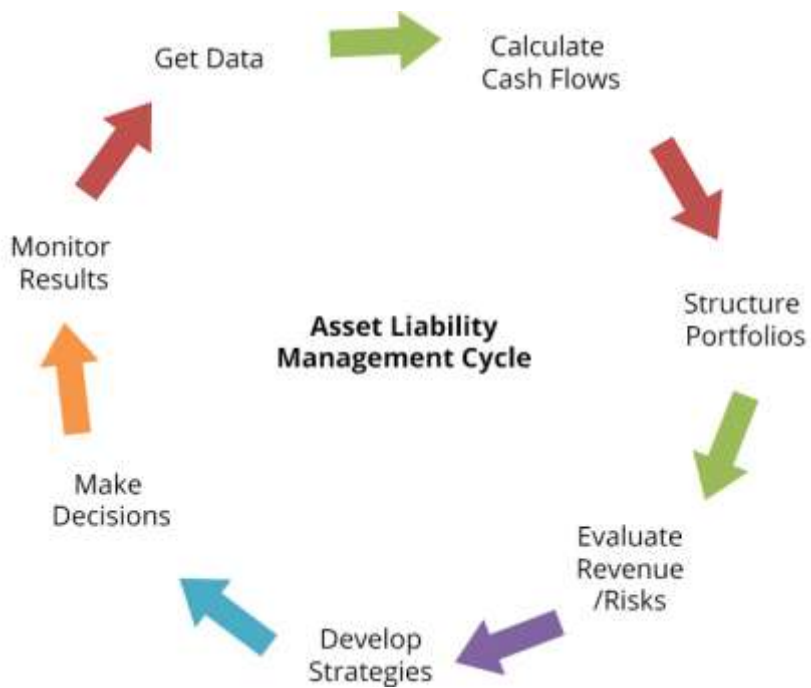 Get Data
Calculate
Cash Flows
Structure
Portfolios
Evaluate
Revenue
/Risks
Develop
Strategies
Make
Decisions
Monitor
Results
Asset Liability
Management Cycle